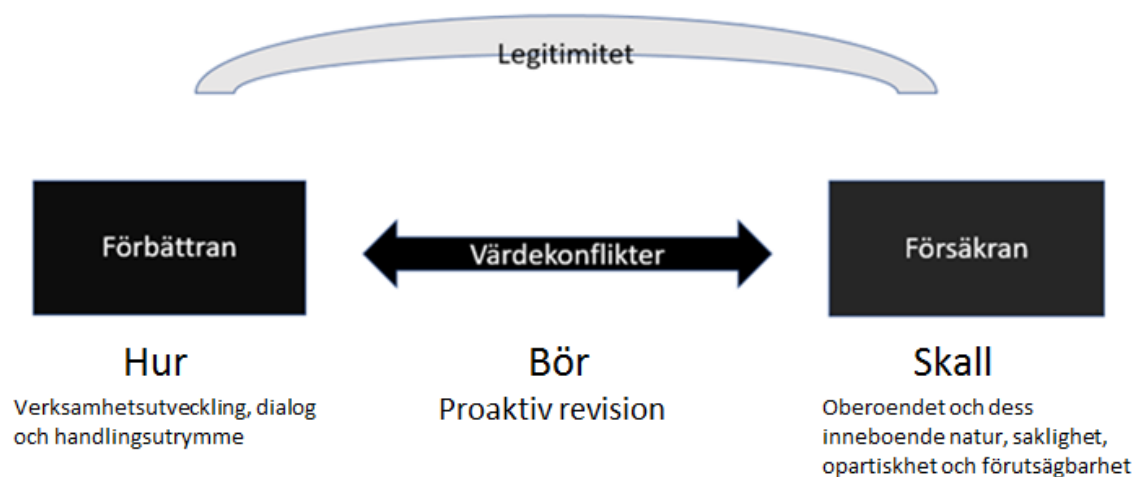 Legitimitet
Förbättran
Värdekonflikter
Försäkran
Hur
Bör
Skall
Verksamhetsutveckling, dialog
och handlingsutrymme
Proaktiv revision
Oberoendet och dess
inneboende natur, saklighet,
opartiskhet och förutsägbarhet